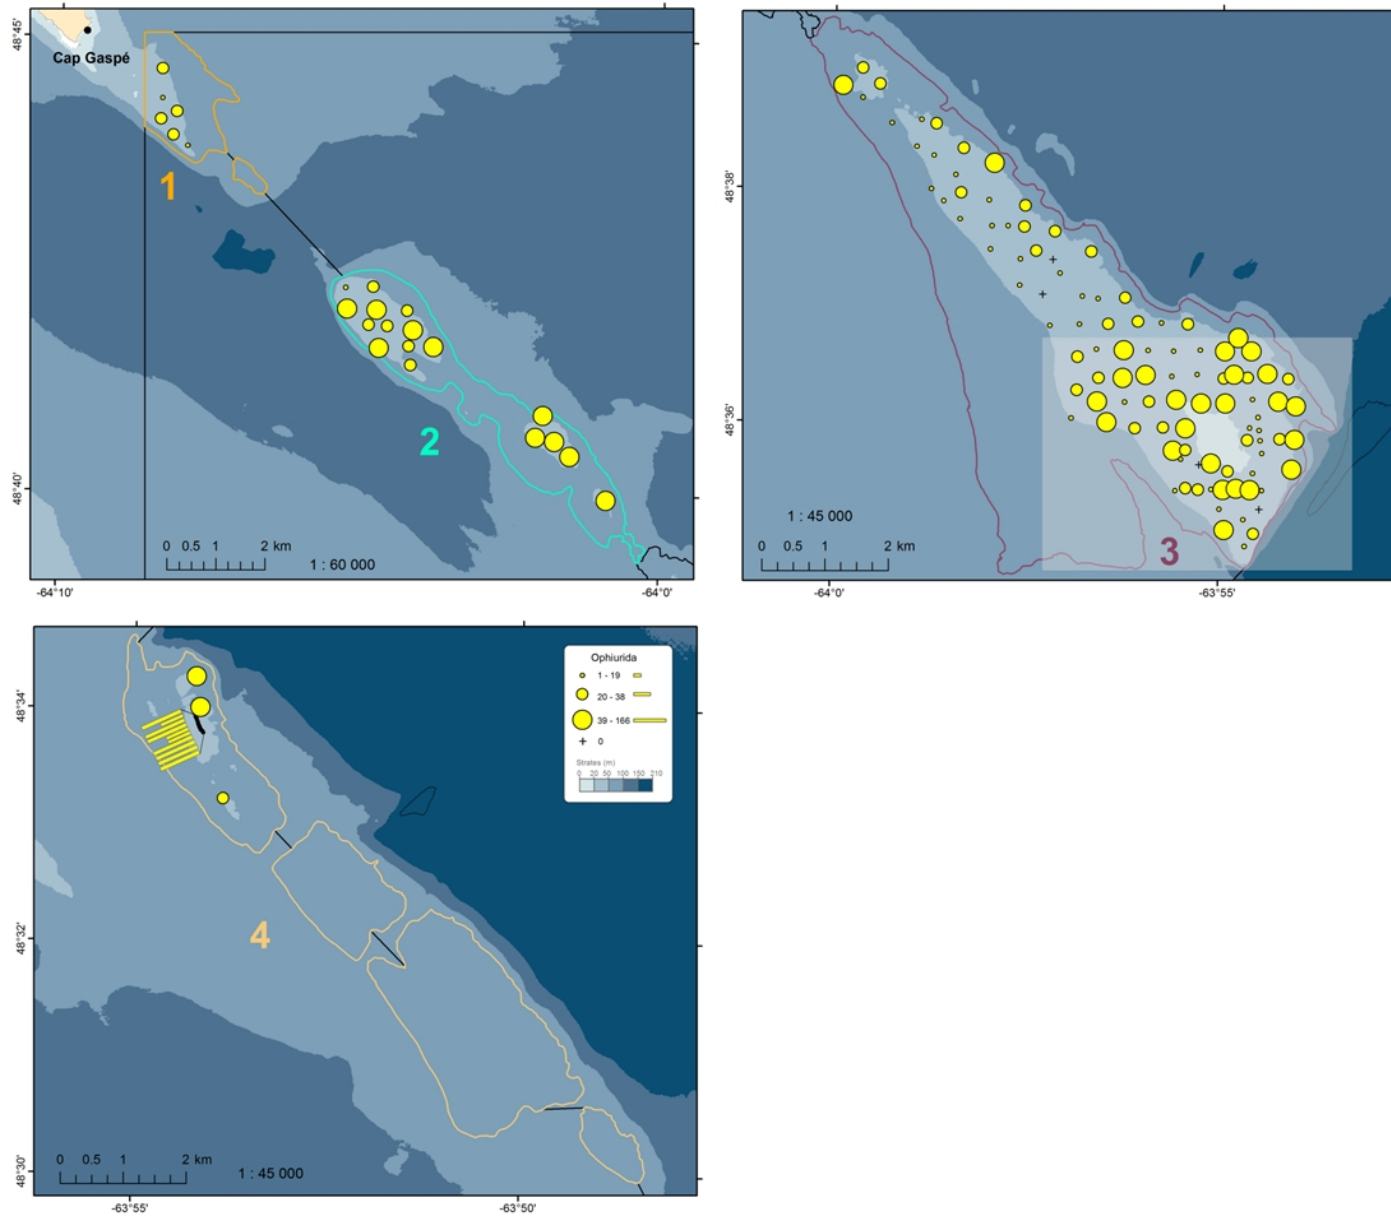 48°45'
Cap Gaspé
1
2
48°40'
0 0.5 1 2 km
1 : 60 000
-64°10'
-64°0'
48°38'
48°36'
1 : 45 000
0 0.5 1 2 km
3
-64°0'
-63°55'
48°34'
Ophiurida
1 - 19
20 - 38
39 - 166
0
Strates (m)
0 20 50 100 150 210
48°32'
4
0 0.5 1 2 km
1 : 45 000
48°30'
-63°55'
-63°50'